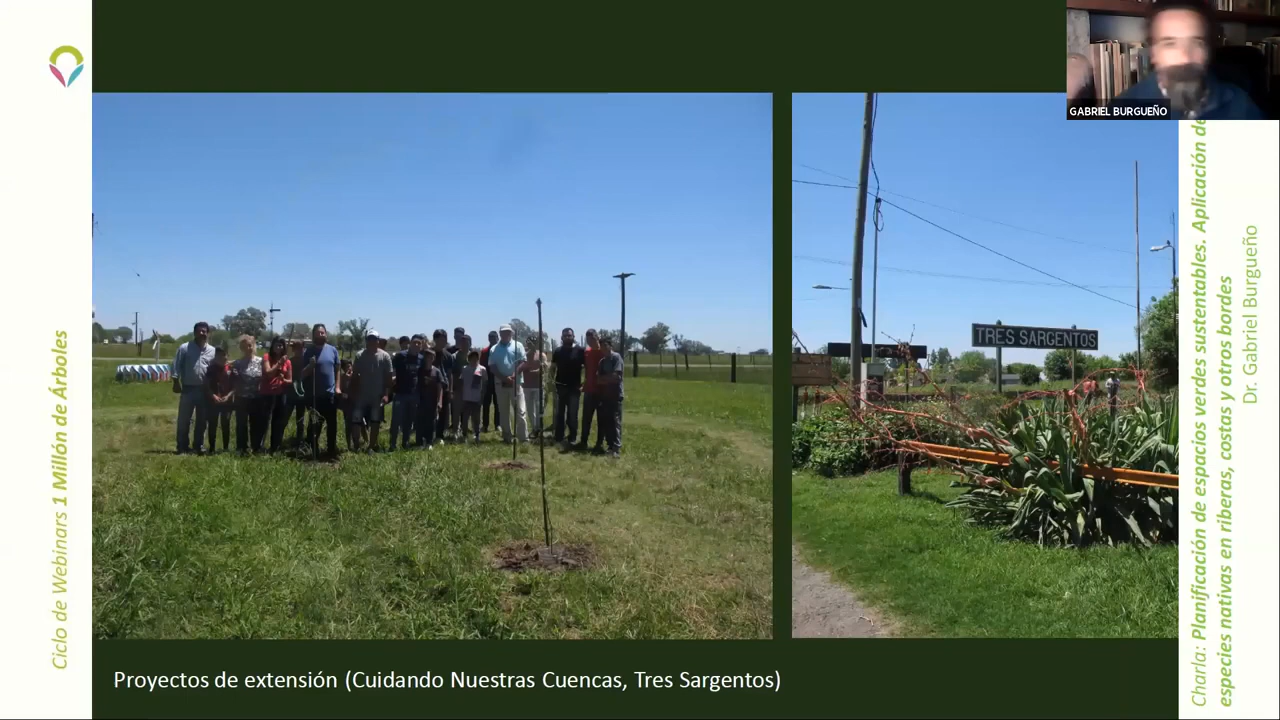 Ciclo de Webinars 1 Millón de Árboles
GABRIEL BURGUEÑO
TRES SARGENTOS
Charla: Planificación de espacios verdes sustentables. Aplicación de
especies nativas en riberas, costas y otros bordes
Dr. Gabriel Burgueño
Proyectos de extensión (Cuidando Nuestras Cuencas, Tres Sargentos)